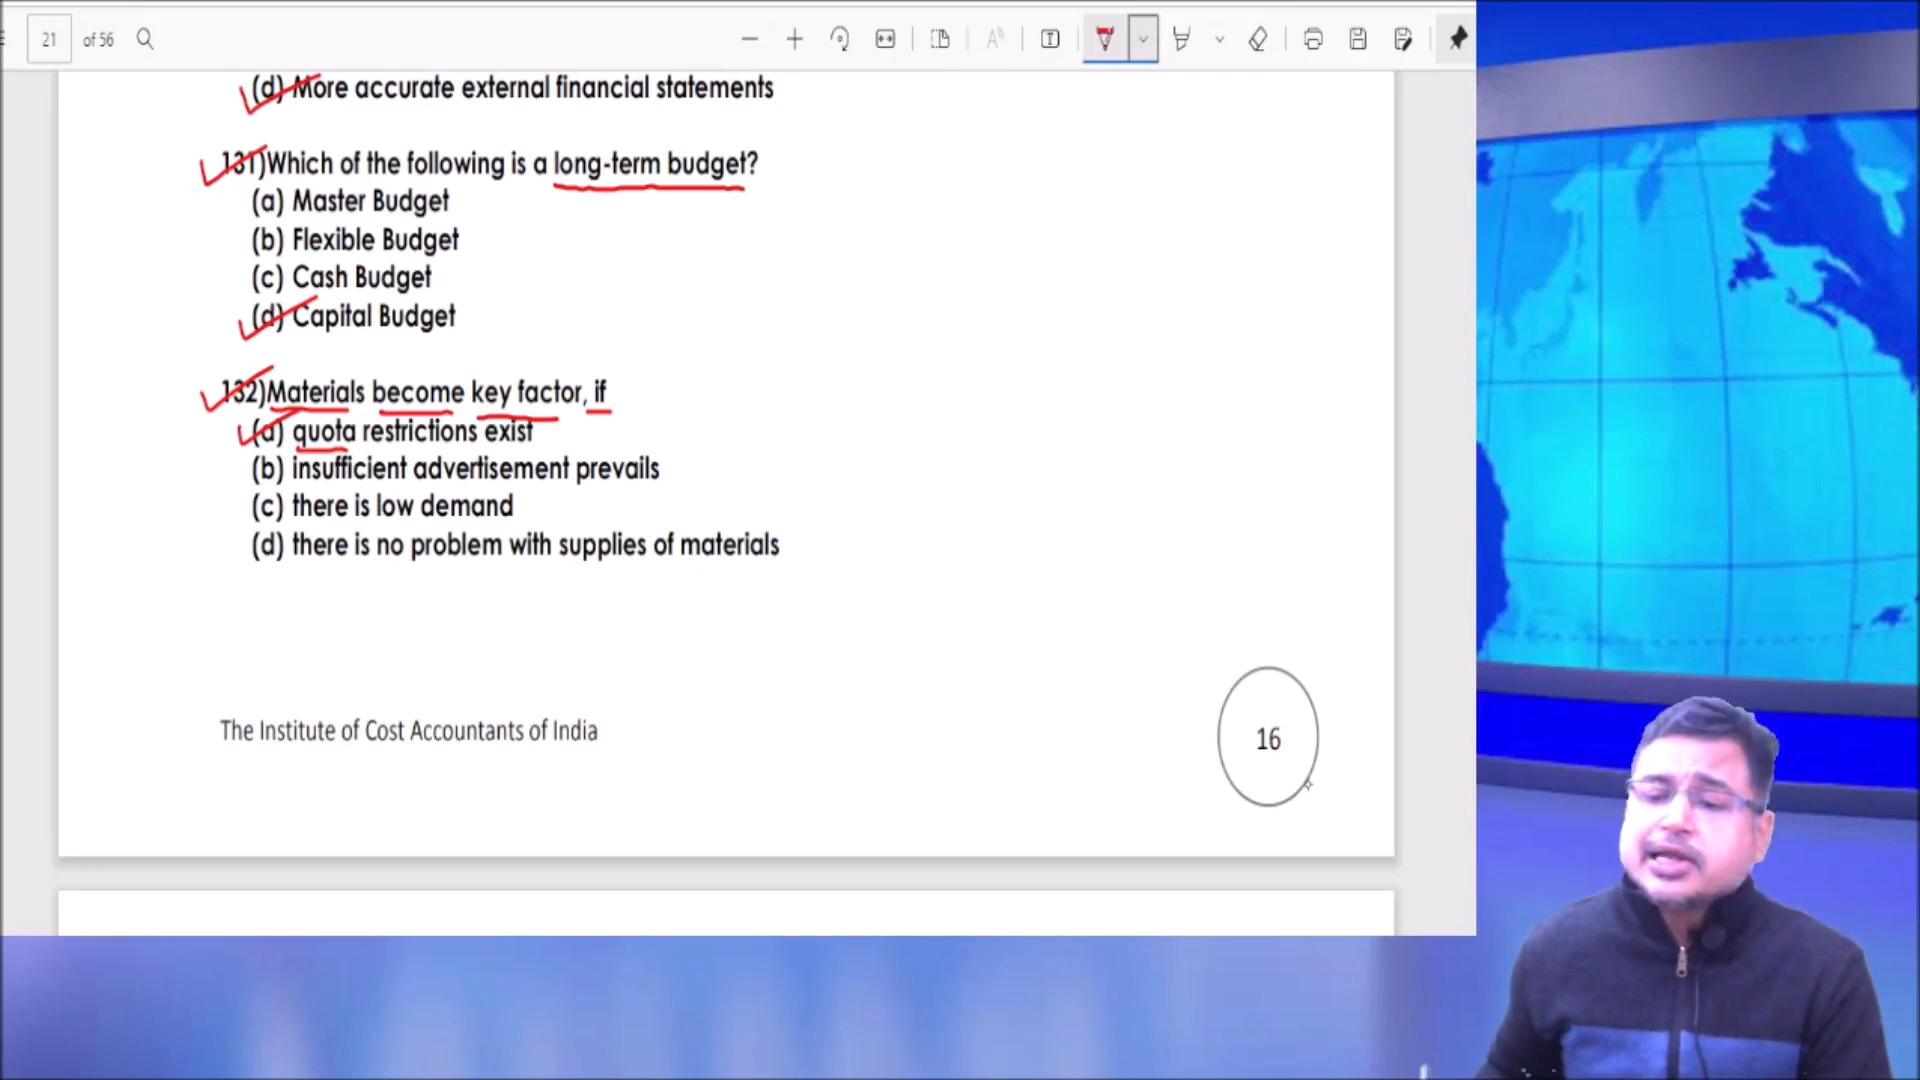 21 of 56
(d) More accurate external financial statements
131)Which of the following is a long-term budget?
(a) Master Budget
(b) Flexible Budget
(c) Cash Budget
(d) Capital Budget
132)Materials become key factor, if
(a) quota restrictions exist
(b) insufficient advertisement prevails
(c) there is low demand
(d) there is no problem with supplies of materials
The Institute of Cost Accountants of India
16